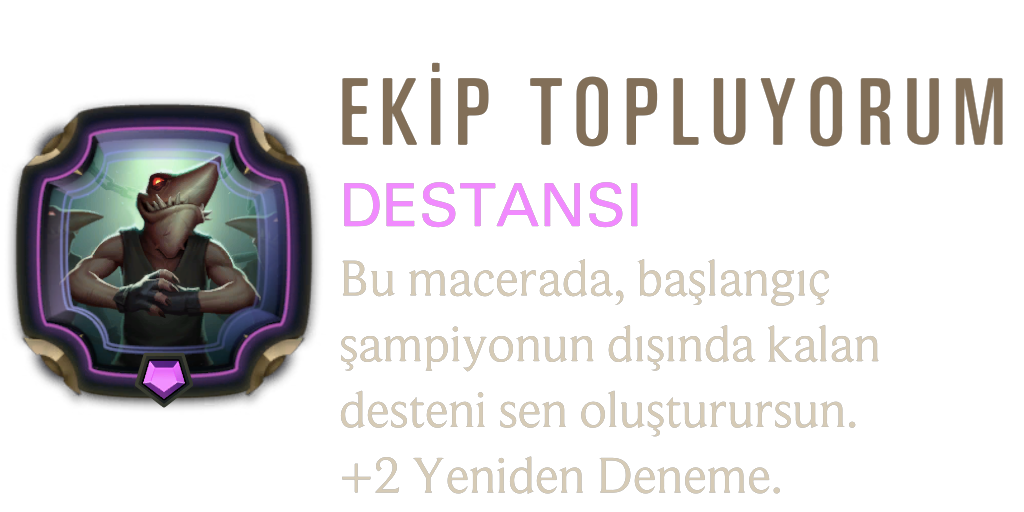 EKİP TOPLUYORUM
DESTANSI
Bu macerada, başlangıç
şampiyonun dışında kalan
desteni sen oluşturursun.
+2 Yeniden Deneme.